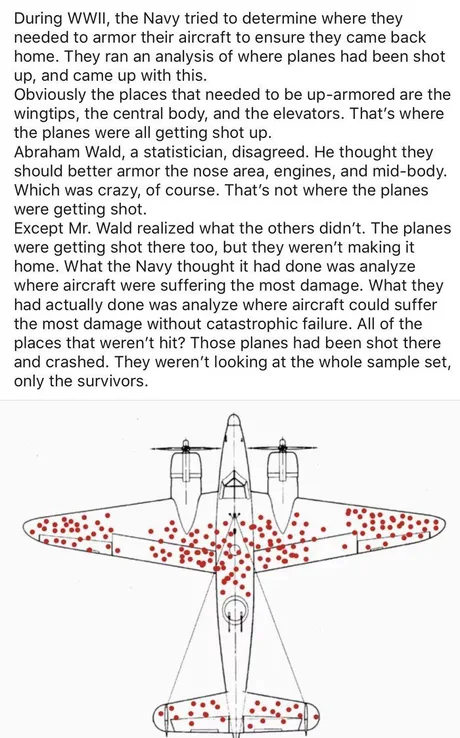 During WWII, the Navy tried to determine where they
needed to armor their aircraft to ensure they came back
home. They ran an analysis of where planes had been shot
up, and came up with this.
Obviously the places that needed to be up-armored are the
wingtips, the central body, and the elevators. That’s where
the planes were all getting shot up.
Abraham Wald, a statistician, disagreed. He thought they
should better armor the nose area, engines, and mid-body.
Which was crazy, of course. That’s not where the planes
were getting shot.
Except Mr. Wald realized what the others didn’t. The planes
were getting shot there too, but they weren’t making it
home. What the Navy thought it had done was analyze
where aircraft were suffering the most damage. What they
had actually done was analyze where aircraft could suffer
the most damage without catastrophic failure. All of the
places that weren’t hit? Those planes had been shot there
and crashed. They weren’t looking at the whole sample set,
only the survivors.